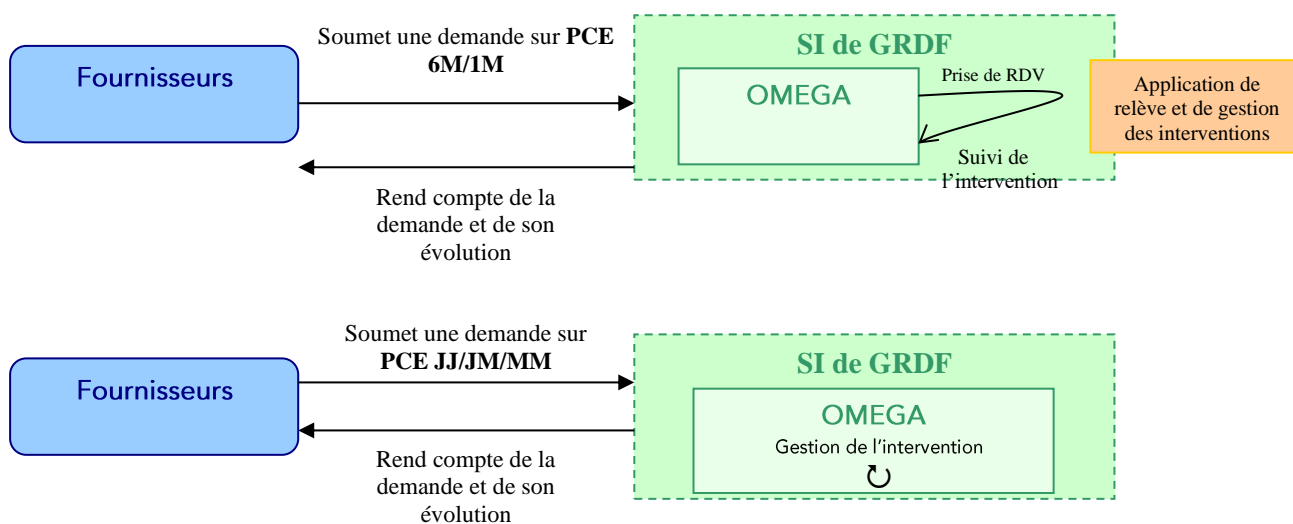 Soumet une demande sur PCE
6M/1M
Fournisseurs
Rend compte de la
demande et de son
évolution
SI de GRDF
OMEGA
Prise de RDV
Suivi de
l'intervention
Application de
relève et de gestion
des interventions
Soumet une demande sur
PCE JJ/JM/MM
Fournisseurs
Rend compte de la
demande et de son
évolution
SI de GRDF
OMEGA
Gestion de l'intervention